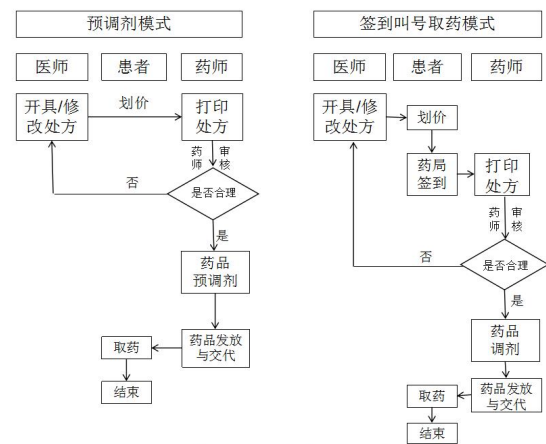 预调剂模式
医师
患者
药师
开具/修
改处方
划价
打印
处方
药师
审核
是否合理
否
是
药品
预调剂
药品发放
与交代
取药
结束
签到叫号取药模式
医师
患者
药师
开具/修
改处方
划价
药局
签到
打印
处方
药师
审核
是否合理
否
是
药品
调剂
药品发放
与交代
取药
结束